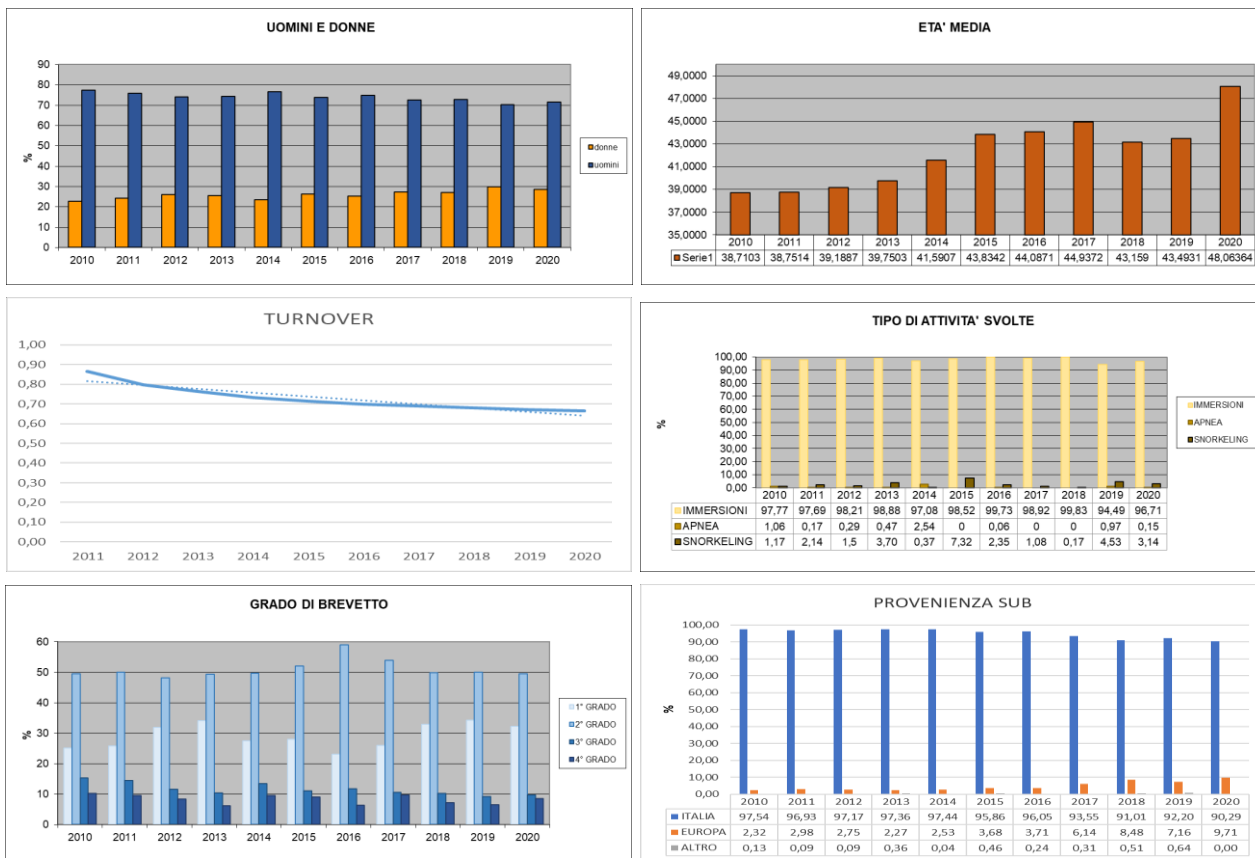 UOMINI E DONNE
90
80
70
60
50
40
30
20
10
0
%
2010 2011 2012 2013 2014 2015 2016 2017 2018 2019 2020
donne
uomini
ETA' MEDIA
49,0000
47,0000
45,0000
43,0000
41,0000
39,0000
37,0000
35,0000
2010 2011 2012 2013 2014 2015 2016 2017 2018 2019 2020
Serie1 38,7103 38,7514 39,1887 39,7503 41,5907 43,8342 44,0871 44,9372 43,159 43,4931 48,06364
TURNOVER
1,00
0,90
0,80
0,70
0,60
0,50
0,40
0,30
0,20
0,10
0,00
2011 2012 2013 2014 2015 2016 2017 2018 2019 2020
TIPO DI ATTIVITA' SVOLTE
100,00
90,00
80,00
70,00
60,00
50,00
40,00
30,00
20,00
10,00
0,00
%
IMMERSIONI
APNEA
SNORKELING
2010 2011 2012 2013 2014 2015 2016 2017 2018 2019 2020
IMMERSIONI 97,77 97,69 98,21 98,88 97,08 98,52 99,73 98,92 99,83 94,49 96,71
APNEA 1,06 0,17 0,29 0,47 2,54 0 0,06 0 0 0,97 0,15
SNORKELING 1,17 2,14 1,5 3,70 0,37 7,32 2,35 1,08 0,17 4,53 3,14
GRADO DI BREVETTO
60
50
40
30
20
10
0
%
2010 2011 2012 2013 2014 2015 2016 2017 2018 2019 2020
1° GRADO
2° GRADO
3° GRADO
4° GRADO
PROVENIENZA SUB
100,00
90,00
80,00
70,00
60,00
50,00
40,00
30,00
20,00
10,00
0,00
%
2010 2011 2012 2013 2014 2015 2016 2017 2018 2019 2020
ITALIA 97,54 96,93 97,17 97,36 97,44 95,86 96,05 93,55 91,01 92,20 90,29
EUROPA 2,32 2,98 2,75 2,27 2,53 3,68 3,71 6,14 8,48 7,16 9,71
ALTRO 0,13 0,09 0,09 0,36 0,04 0,46 0,24 0,31 0,51 0,64 0,00